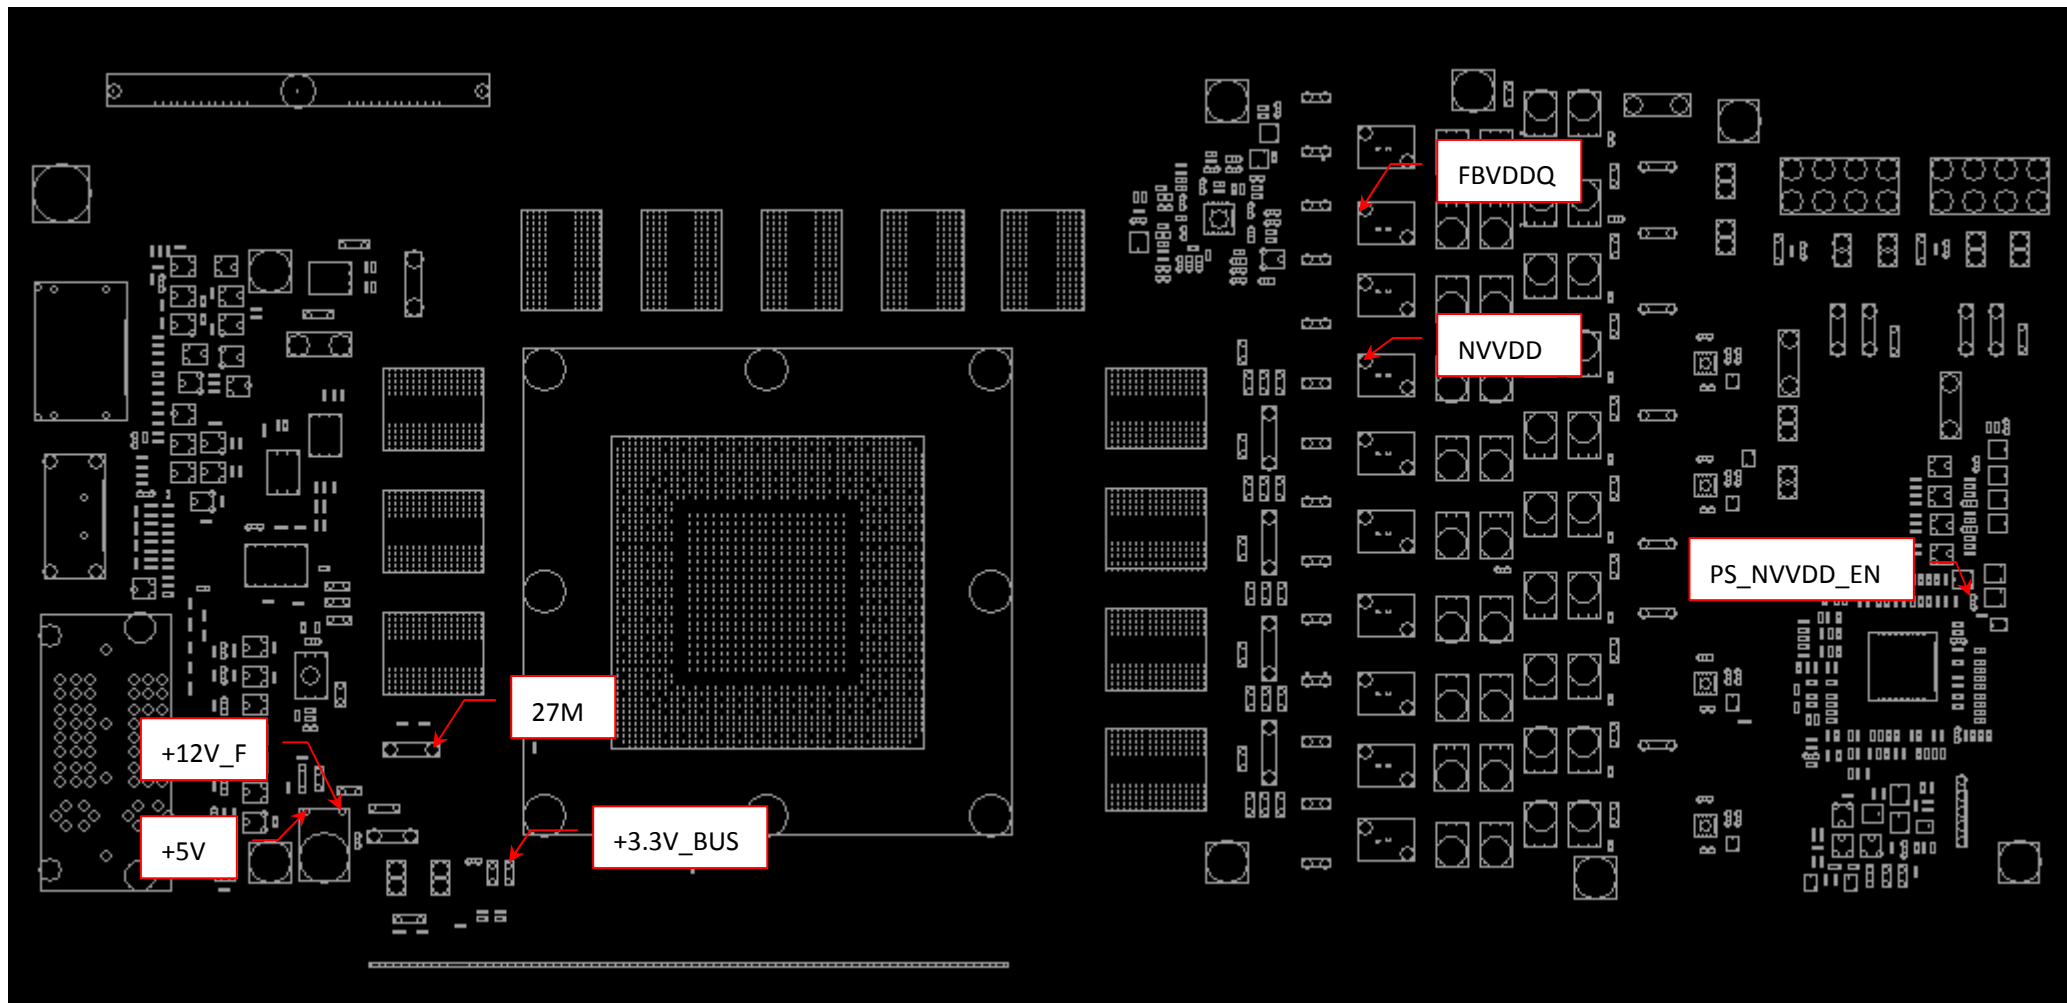 FBVDDQ
NVVDD
PS_NVVDD_EN
27M
+12V_F
+5V
+3.3V_BUS